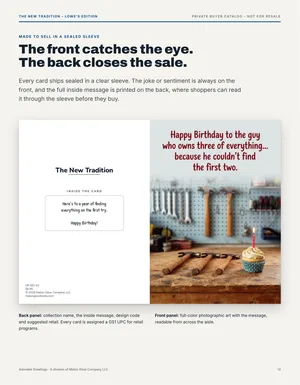 THE NEW TRADITION – LOWE'S EDITION
PRIVATE BUYER CATALOG – NOT FOR RESALE
MADE TO SELL IN A SEALED SLEEVE
The front catches the eye.
The back closes the sale.
Every card ships sealed in a clear sleeve. The joke or sentiment is always on the
front, and the full inside message is printed on the back, where shoppers can read
it through the sleeve before they buy.
The New Tradition
INSIDE THE CARD
Here's to a year of finding
everything on the first try.
Happy Birthday!
Happy Birthday to the guy
who owns three of everything...
because he couldn't find
the first two.
Back panel: collection name, the inside message, design code
and suggested retail. Every card is assigned a GS1 UPC for retail
programs.
Front panel: full-color photographic art with the message,
readable from across the aisle.